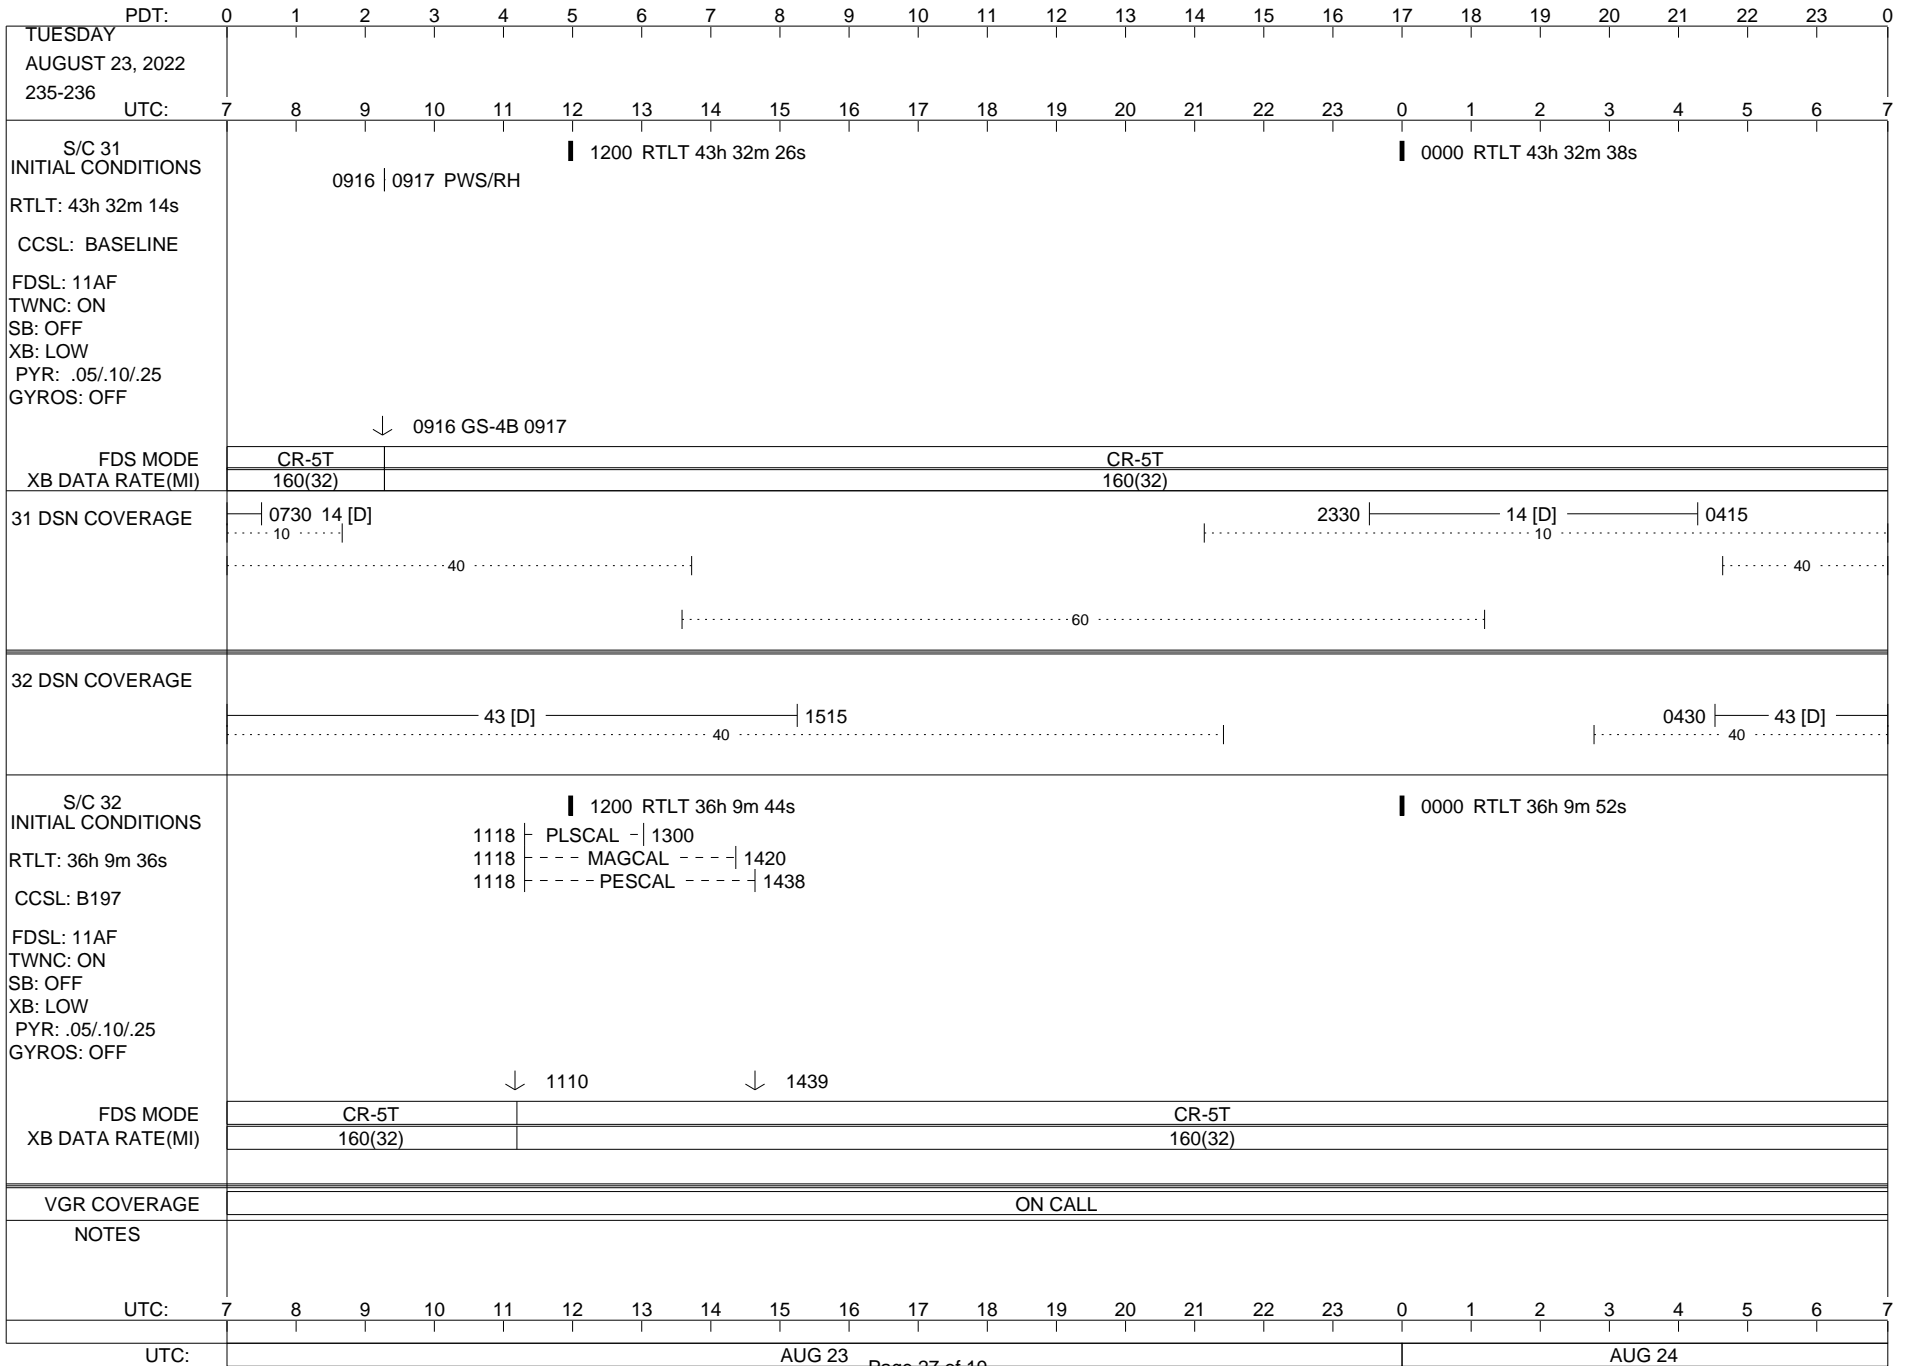 PDT: 0 1 2 3 4 5 6 7 8 9 10 11 12 13 14 15 16 17 18 19 20 21 22 23 0
TUESDAY
AUGUST 23, 2022
235-236
UTC: 7 8 9 10 11 12 13 14 15 16 17 18 19 20 21 22 23 0 1 2 3 4 5 6 7
S/C 31
INITIAL CONDITIONS
1200 RTLT 43h 32m 26s
0000 RTLT 43h 32m 38s
0916 0917 PWS/RH
RTLT: 43h 32m 14s
CCSL: BASELINE
FDSL: 11AF
TWNC: ON
SB: OFF
XB: LOW
PYR: .05/.10/.25
GYROS: OFF
0916 GS-4B 0917
FDS MODE CR-5T CR-5T
XB DATA RATE(MI) 160(32) 160(32)
31 DSN COVERAGE 0730 14 [D] 2330 14 [D] 0415
10 10
40 40
60
32 DSN COVERAGE
43 [D] 1515 0430 43 [D]
40 40
S/C 32
INITIAL CONDITIONS
1200 RTLT 36h 9m 44s
0000 RTLT 36h 9m 52s
1118 PLSCAL 1300
1118 MAGCAL 1420
1118 PESCAL 1438
RTLT: 36h 9m 36s
CCSL: B197
FDSL: 11AF
TWNC: ON
SB: OFF
XB: LOW
PYR: .05/.10/.25
GYROS: OFF
1110 1439
FDS MODE CR-5T CR-5T
XB DATA RATE(MI) 160(32) 160(32)
VGR COVERAGE ON CALL
NOTES
UTC: 7 8 9 10 11 12 13 14 15 16 17 18 19 20 21 22 23 0 1 2 3 4 5 6 7
UTC: AUG 23 AUG 24
Page 27 of 10